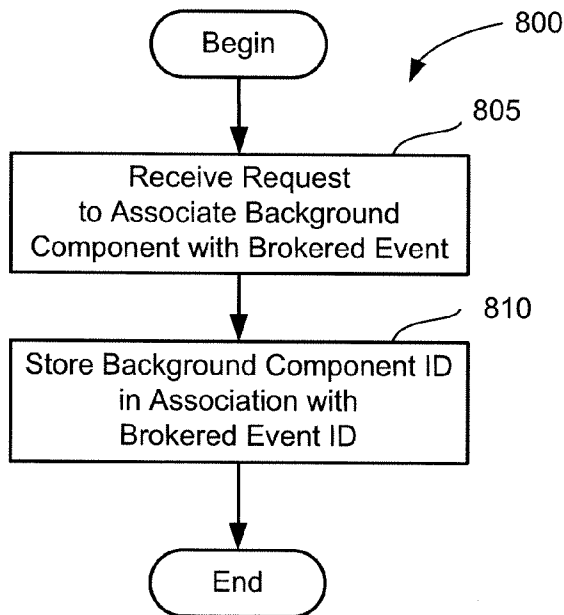 Begin
800
805
Receive Request
to Associate Background
Component with Brokered Event
810
Store Background Component ID
in Association with
Brokered Event ID
End